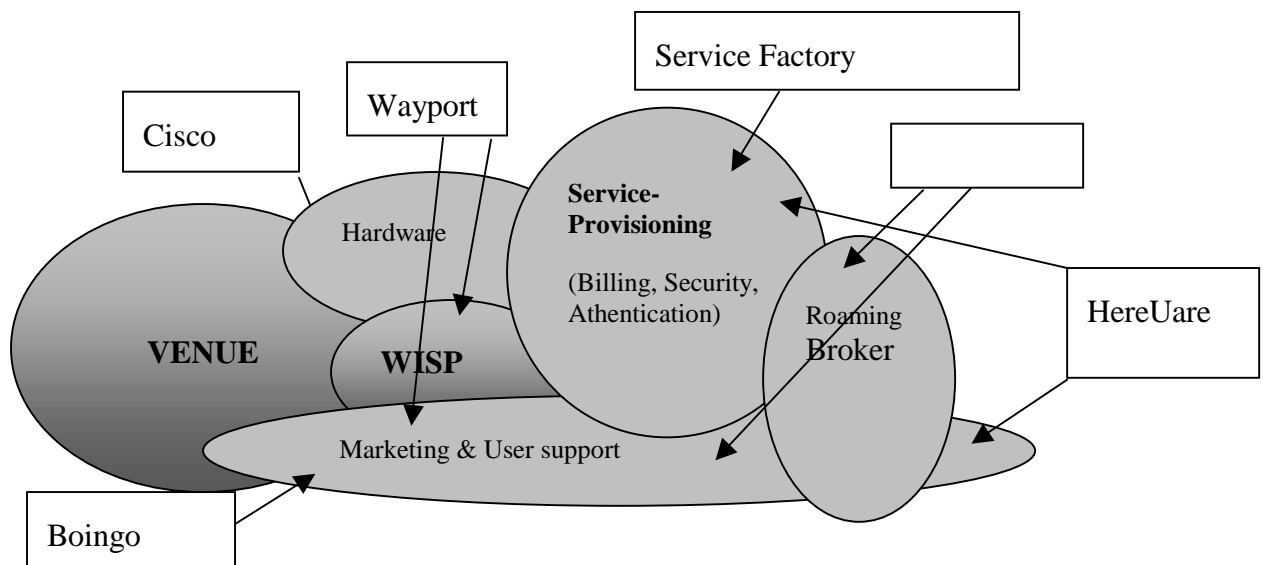 Service Factory
Wayport
Cisco
Service-
Provisioning
Hardware
(Billing, Security,
Athentication)
HereUare
Roaming
Broker
VENUE
WISP
Marketing & User support
Boingo